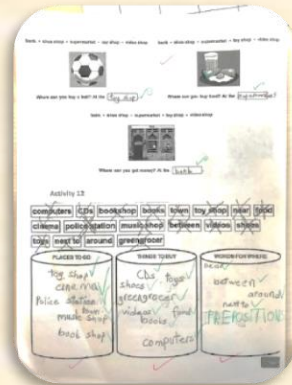 bank • shoe shop • supermarket • toy shop • video shop
bank • shoe shop • supermarket • toy shop • video shop
Where can you buy a ball? At the toy shop
Where can you buy food? At the supermarket
bank • shoe shop • supermarket • toy shop • video shop
Where can you get money? At the bank
Activity 13:
computers CDs bookshop books town toy shop near food
cinema police station music shop between videos shoes
toys next to around greengrocer
PLACES TO GO
toy shop
cinema
Police station
town
music shop
book shop
THINGS TO BUY
CDs toys
shoes
greengrocer
videos food
books
computers
WORDS FOR WHERE
near
between
around
next to
PREPOSITION